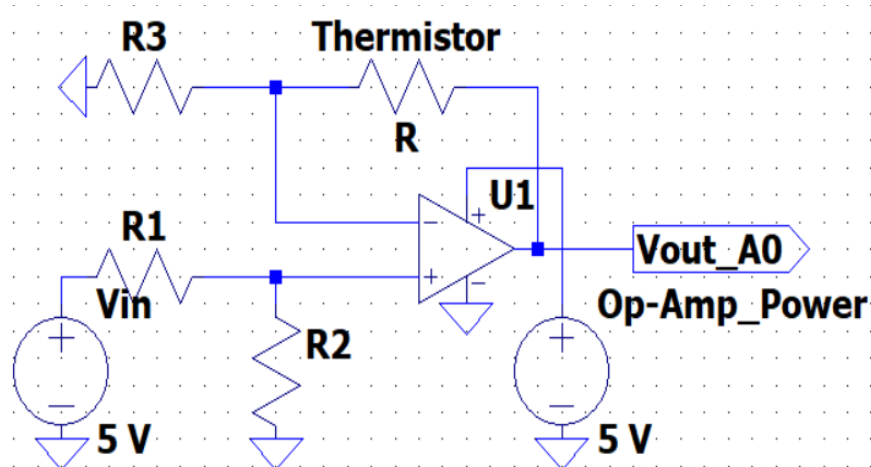 R3
Thermistor
R
U1
R1
Vout_A0
Vin
Op-Amp_Power
R2
5 V
5 V